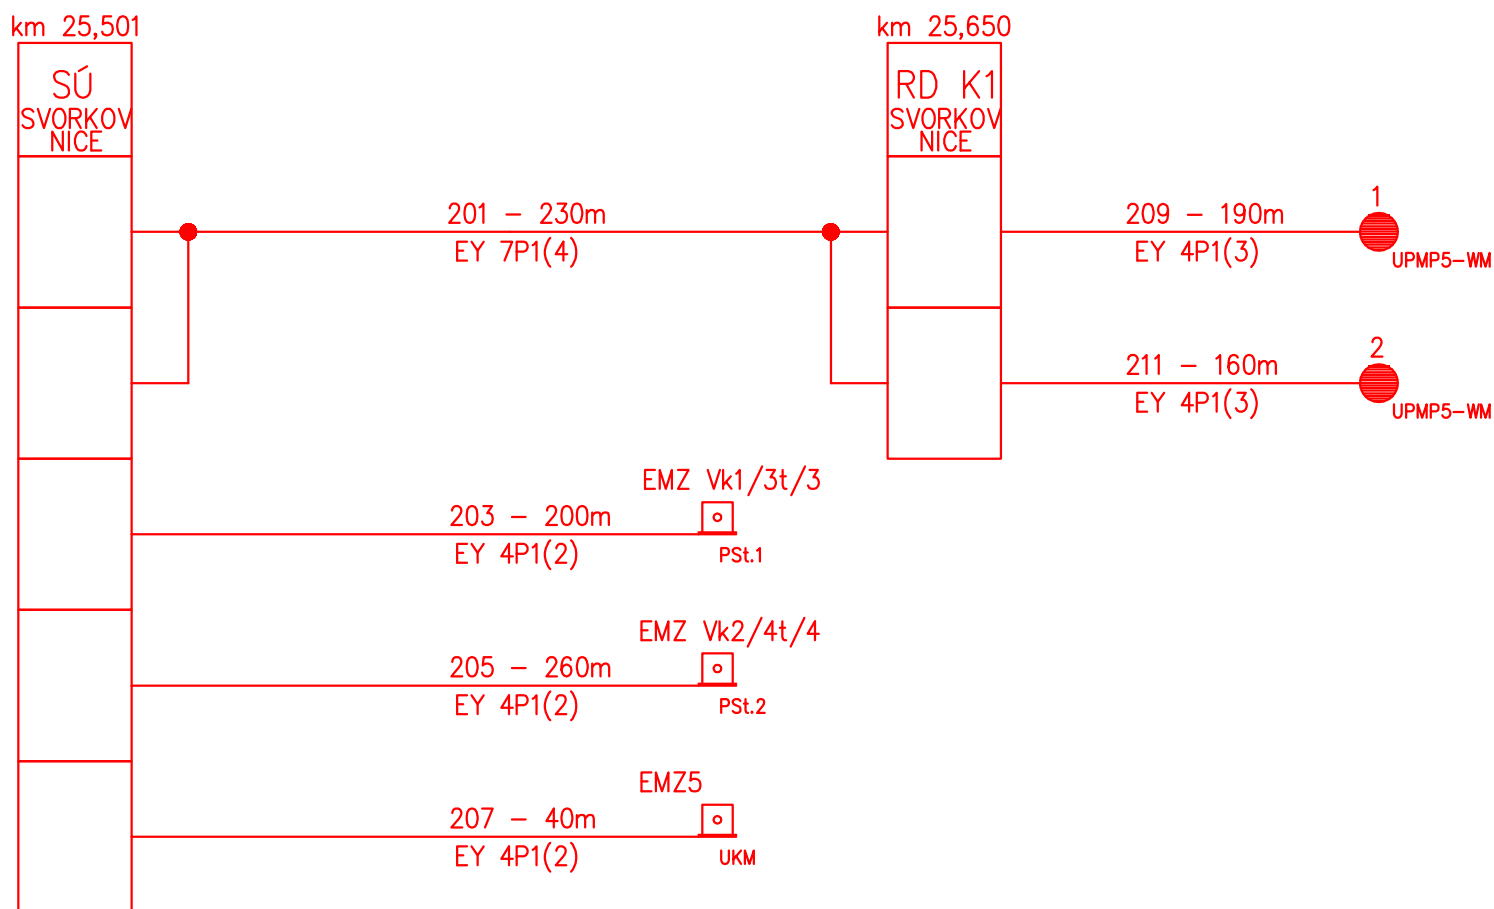 km 25,501
SÚ
SVORKOV
NICE
km 25,650
RD K1
SVORKOV
NICE
201 - 230m
EY 7P1(4)
209 - 190m
EY 4P1(3)
1
UPMP5-WM
211 - 160m
EY 4P1(3)
2
UPMP5-WM
EMZ Vk1/3t/3
203 - 200m
EY 4P1(2)
PSt.1
EMZ Vk2/4t/4
205 - 260m
EY 4P1(2)
PSt.2
EMZ5
207 - 40m
EY 4P1(2)
UKM